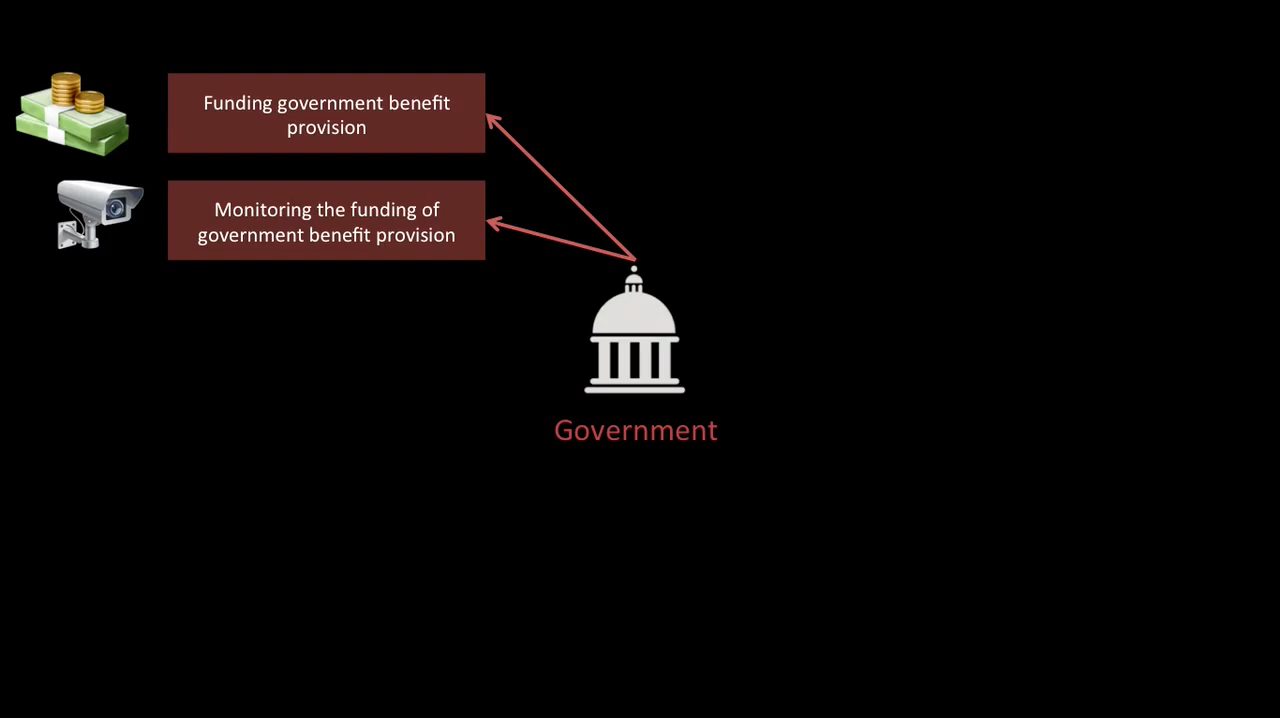 Funding government benefit
provision
Monitoring the funding of
government benefit provision
Government